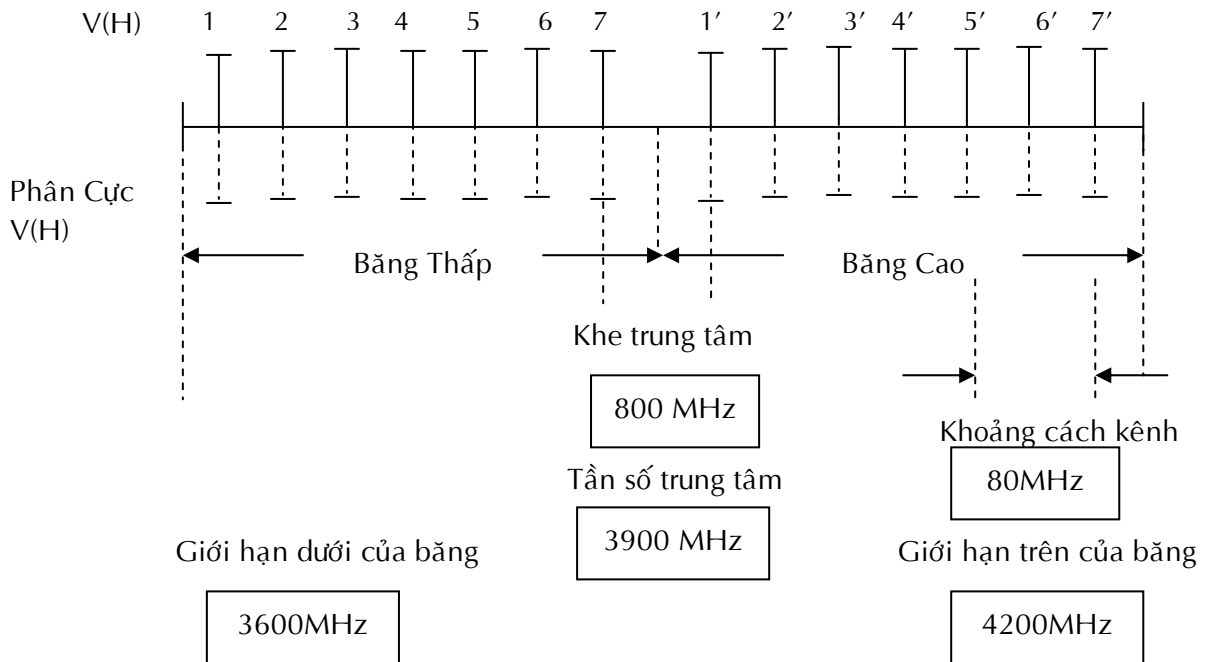 V(H) 1 2 3 4 5 6 7 1’ 2’ 3’ 4’ 5’ 6’ 7’
Phân Cực
V(H)
Băng Thấp Băng Cao
Khe trung tâm
800 MHz
Khoảng cách kênh
Tần số trung tâm
80MHz
3900 MHz
Giới hạn dưới của băng Giới hạn trên của băng
3600MHz 4200MHz